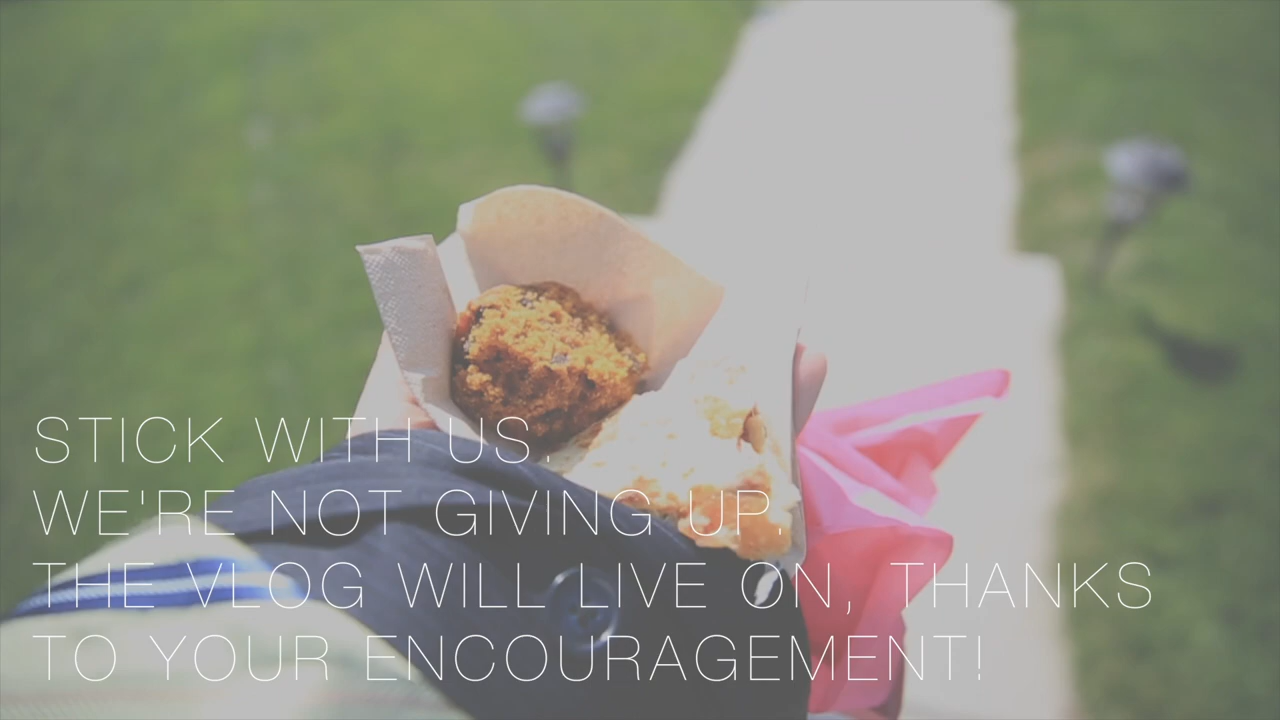 STICK WITH US.
WE'RE NOT GIVING UP.
THE VLOG WILL LIVE ON, THANKS
TO YOUR ENCOURAGEMENT!